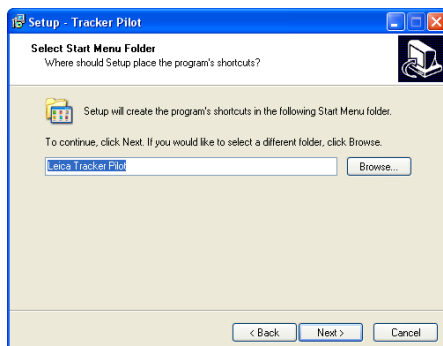 Setup - Tracker Pilot
Select Start Menu Folder
Where should Setup place the program's shortcuts?
Setup will create the program's shortcuts in the following Start Menu folder.
To continue, click Next. If you would like to select a different folder, click Browse.
Leica Tracker Pilot
Browse...
< Back
Next >
Cancel